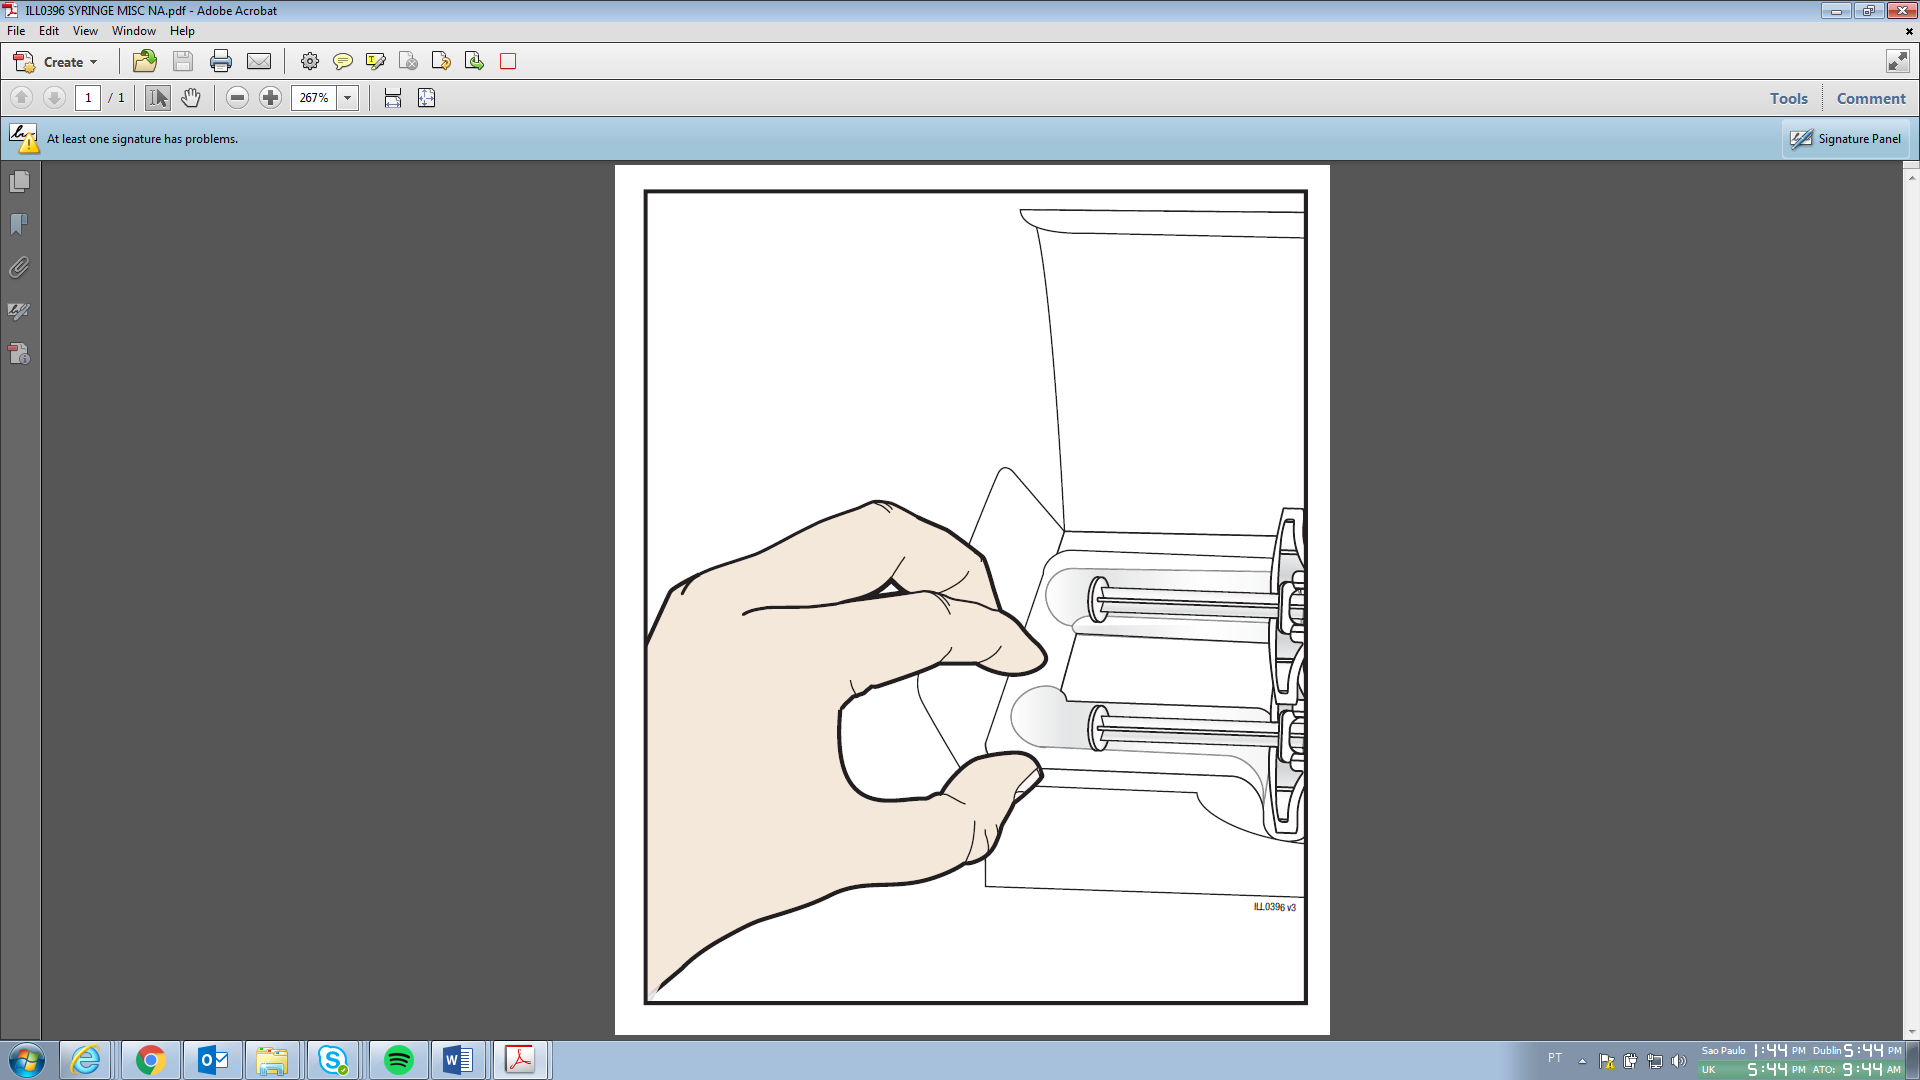 ILL0396 SYRINGE MISC NA.pdf - Adobe Acrobat
File Edit View Window Help
Create
1 / 1 267% Tools Comment
At least one signature has problems. Signature Panel
ILL0396 v3
PT
Sao Paulo 1:44 PM Dublin 5:44 PM
UK 5:44 PM ATO: 9:44 AM